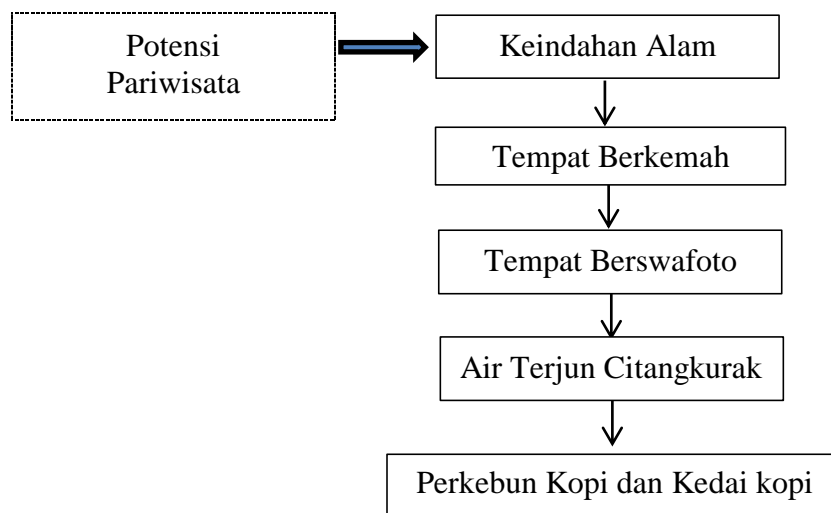 Potensi
Pariwisata
Keindahan Alam
Tempat Berkemah
Tempat Berswafoto
Air Terjun Citangkurak
Perkebun Kopi dan Kedai kopi